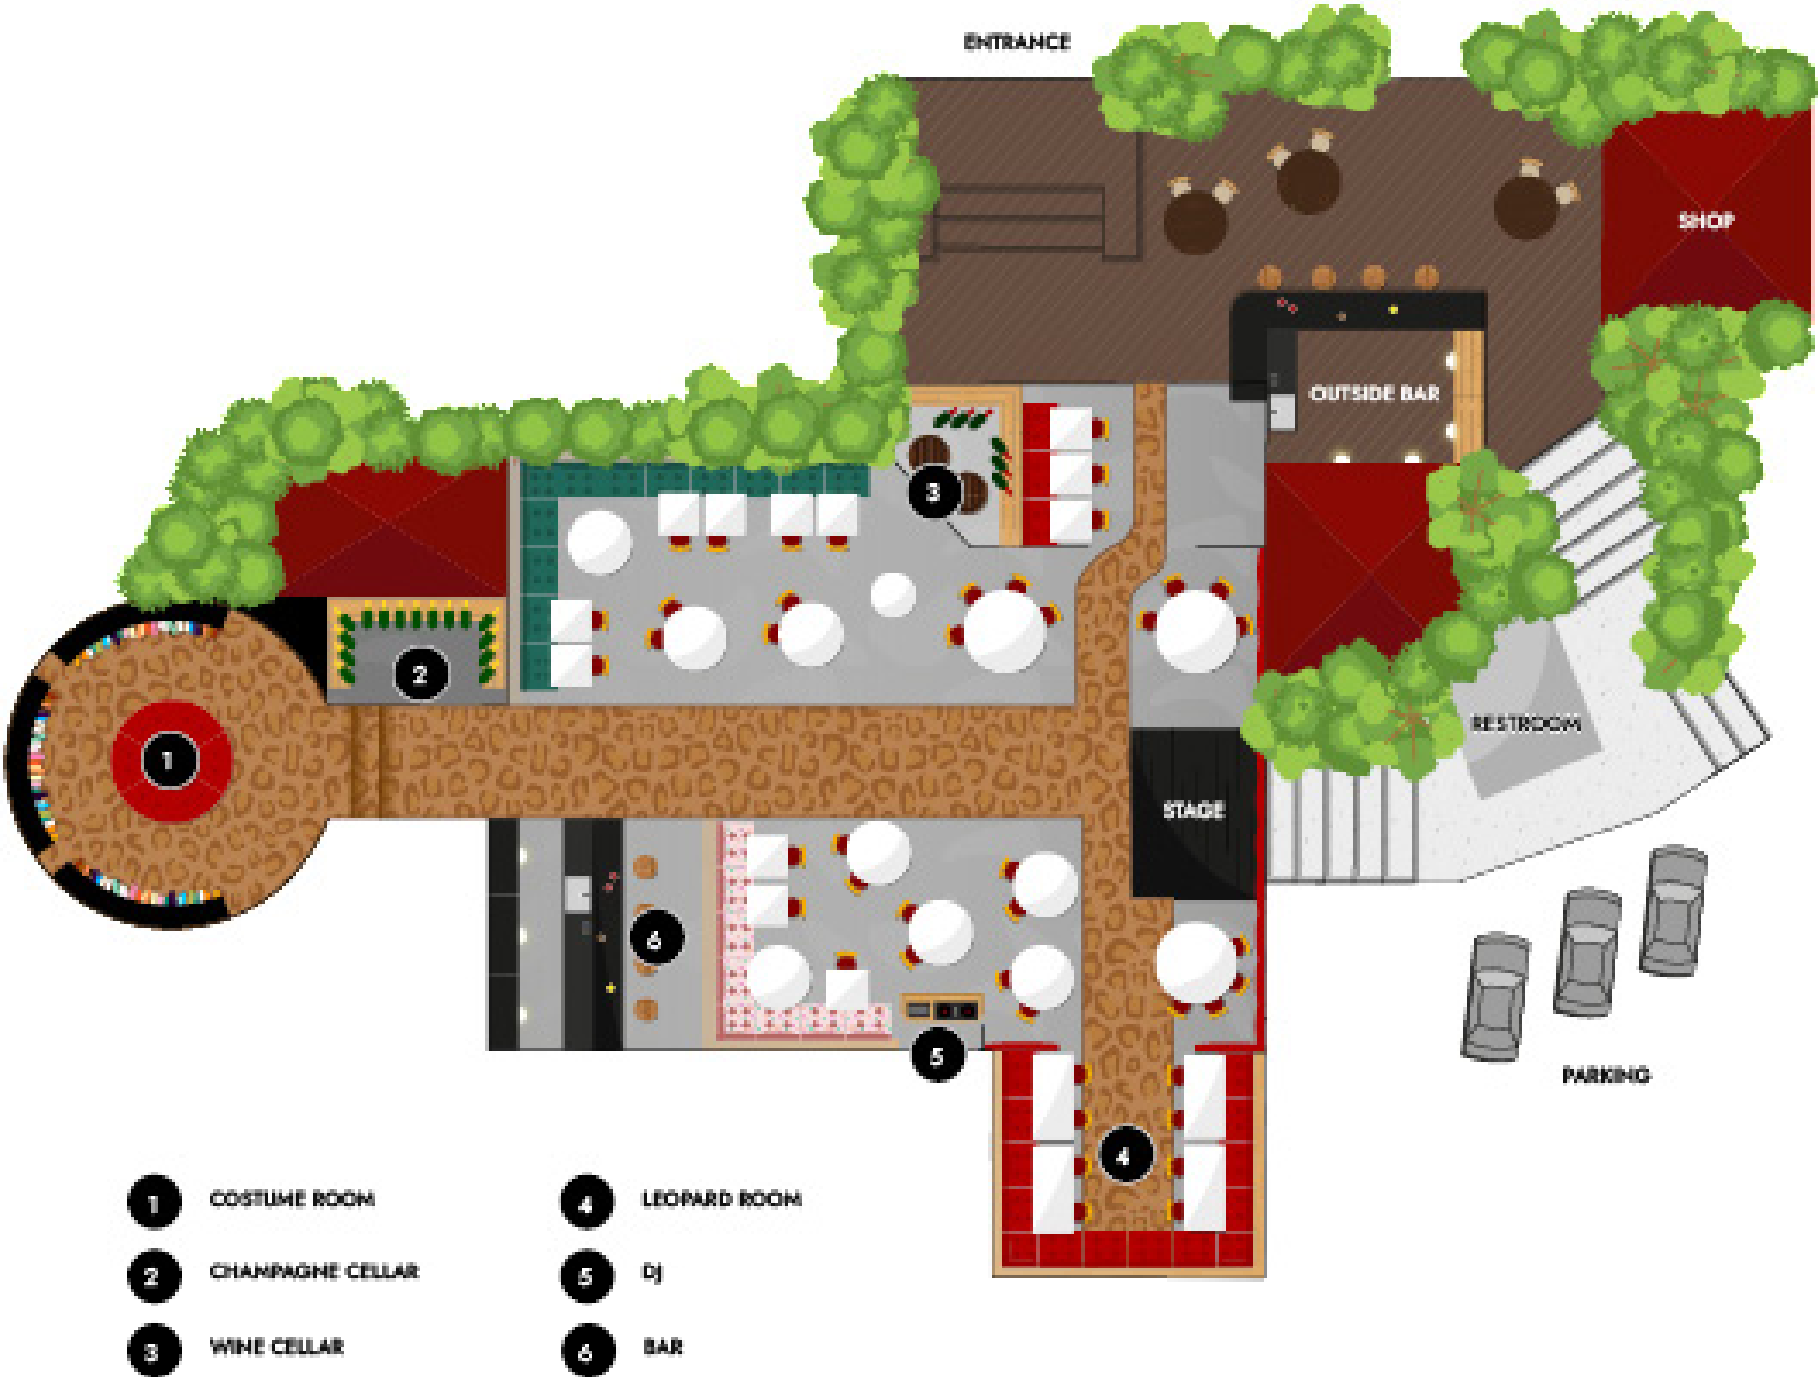 ENTRANCE
SHOP
OUTSIDE BAR
3
2
RESTROOM
1
STAGE
6
5
PARKING
4
1 COSTUME ROOM
4 LEOPARD ROOM
2 CHAMPAGNE CELLAR
5 DJ
3 WINE CELLAR
6 BAR